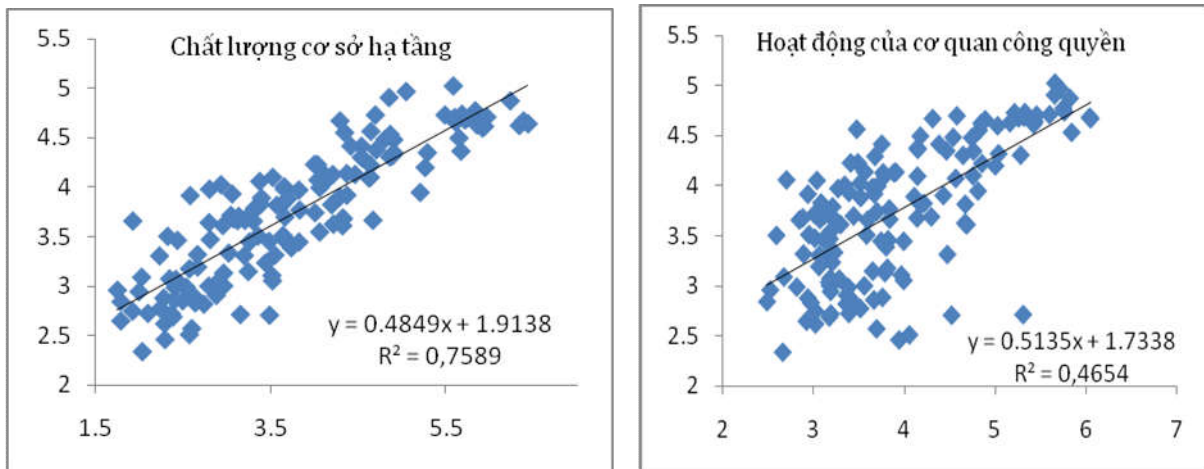 Chất lượng cơ sở hạ tầng
5.5
5
4.5
4
3.5
3
2.5
2
1.5 3.5 5.5
y = 0.4849x + 1.9138
R² = 0,7589
Hoạt động của cơ quan công quyền
5.5
5
4.5
4
3.5
3
2.5
2
2 3 4 5 6 7
y = 0.5135x + 1.7338
R² = 0,4654